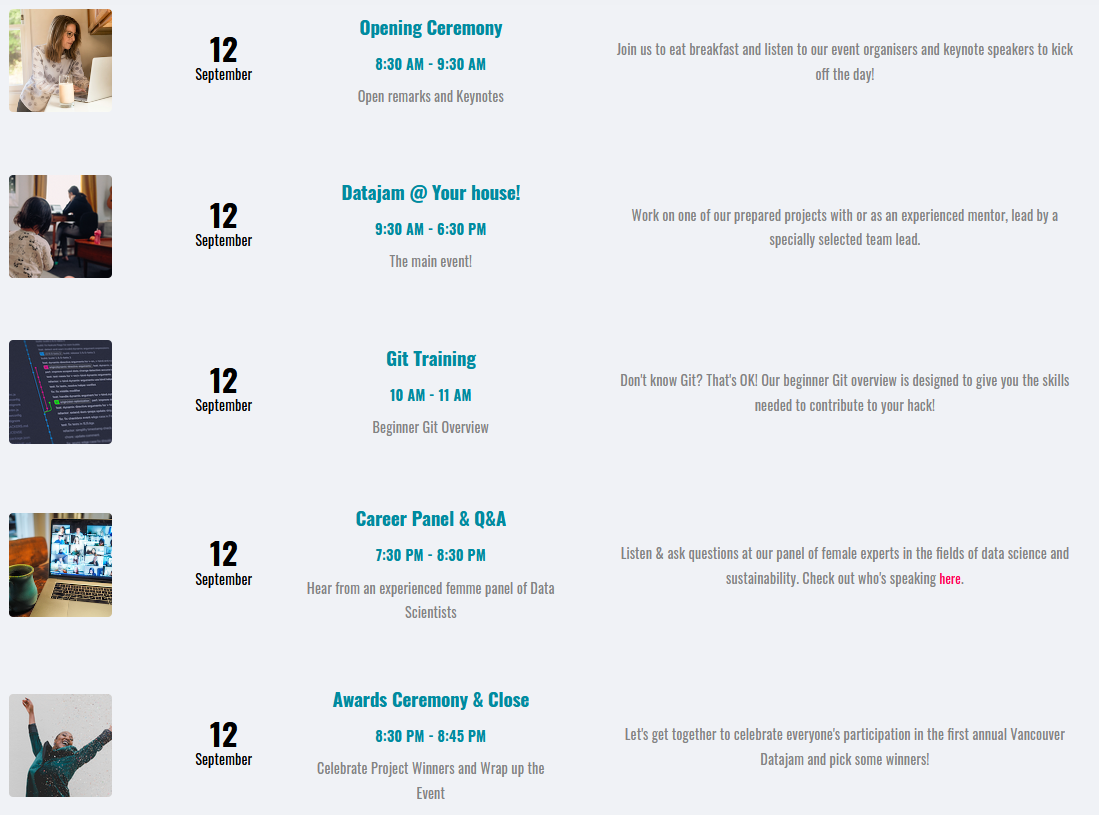 12
September
Opening Ceremony
8:30 AM - 9:30 AM
Open remarks and Keynotes
Join us to eat breakfast and listen to our event organisers and keynote speakers to kick
off the day!
12
September
Datajam @ Your house!
9:30 AM - 6:30 PM
The main event!
Work on one of our prepared projects with or as an experienced mentor, lead by a
specially selected team lead.
12
September
Git Training
10 AM - 11 AM
Beginner Git Overview
Don't know Git? That's OK! Our beginner Git overview is designed to give you the skills
needed to contribute to your hack!
12
September
Career Panel & Q&A
7:30 PM - 8:30 PM
Hear from an experienced femme panel of Data
Scientists
Listen & ask questions at our panel of female experts in the fields of data science and
sustainability. Check out who's speaking here.
12
September
Awards Ceremony & Close
8:30 PM - 8:45 PM
Celebrate Project Winners and Wrap up the
Event
Let's get together to celebrate everyone's participation in the first annual Vancouver
Datajam and pick some winners!